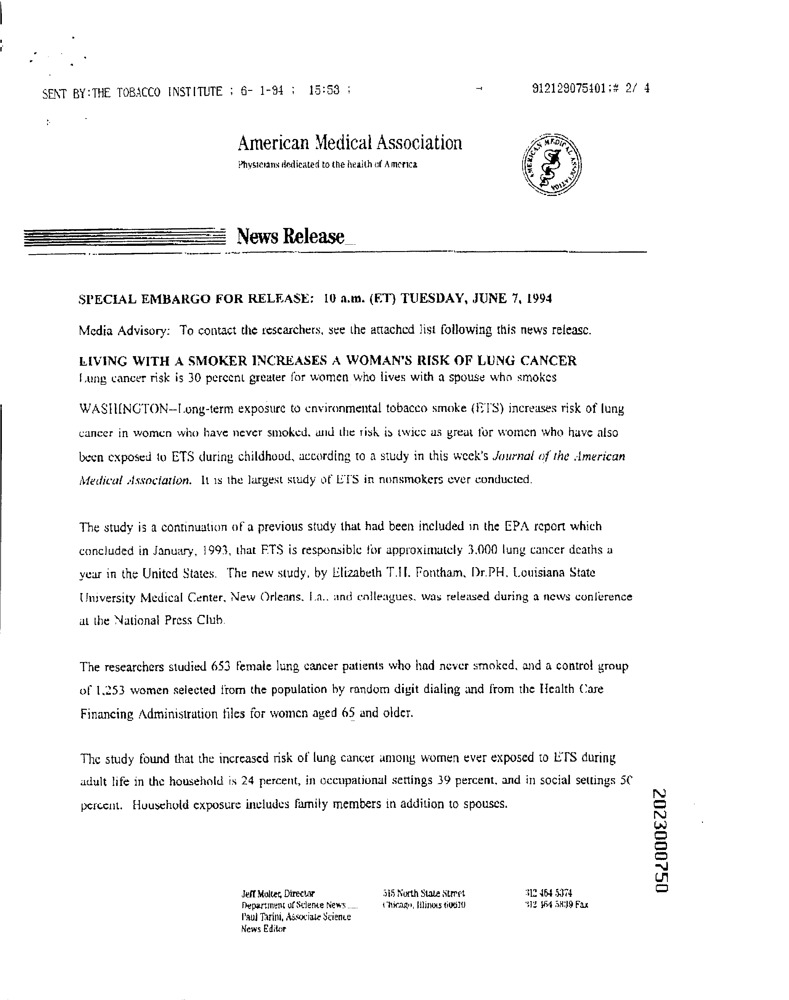 SENT BY:THE TOBACCO INSTITUTE ; 6- 1-94 ; 15:53 ; → 912129075401;# 2/ 4
American Medical Association
Physicians dedicated to the health of America
AMERICAN MEDICAL ASSOCIATION
News Release
SPECIAL EMBARGO FOR RELEASE: 10 a.m. (ET) TUESDAY, JUNE 7, 1994
Media Advisory: To contact the researchers, see the attached list following this news release.
LIVING WITH A SMOKER INCREASES A WOMAN'S RISK OF LUNG CANCER
Lung cancer risk is 30 percent greater for women who lives with a spouse who smokes
WASHINGTON--Long-term exposure to environmental tobacco smoke (ETS) increases risk of lung
cancer in women who have never smoked, and the risk is twice as great for women who have also
been exposed to ETS during childhood, according to a study in this week's Journal of the American
Medical Association. It is the largest study of ETS in nonsmokers ever conducted.
The study is a continuation of a previous study that had been included in the EPA report which
concluded in January, 1993, that ETS is responsible for approximately 3,000 lung cancer deaths a
year in the United States. The new study, by Elizabeth T.H. Fontham, Dr.PH, Louisiana State
University Medical Center, New Orleans, La., and colleagues, was released during a news conference
at the National Press Club.
The researchers studied 653 female lung cancer patients who had never smoked, and a control group
of 1,253 women selected from the population by random digit dialing and from the Health Care
Financing Administration files for women aged 65 and older.
The study found that the increased risk of lung cancer among women ever exposed to ETS during
adult life in the household is 24 percent, in occupational settings 39 percent, and in social settings 50
percent. Household exposure includes family members in addition to spouses.
2023000750
Jeff Molter, Director
Department of Science News
Paul Tarini, Associate Science
News Editor
515 North State Street
Chicago, Illinois 60610
312 464 5374
312 464 5839 Fax